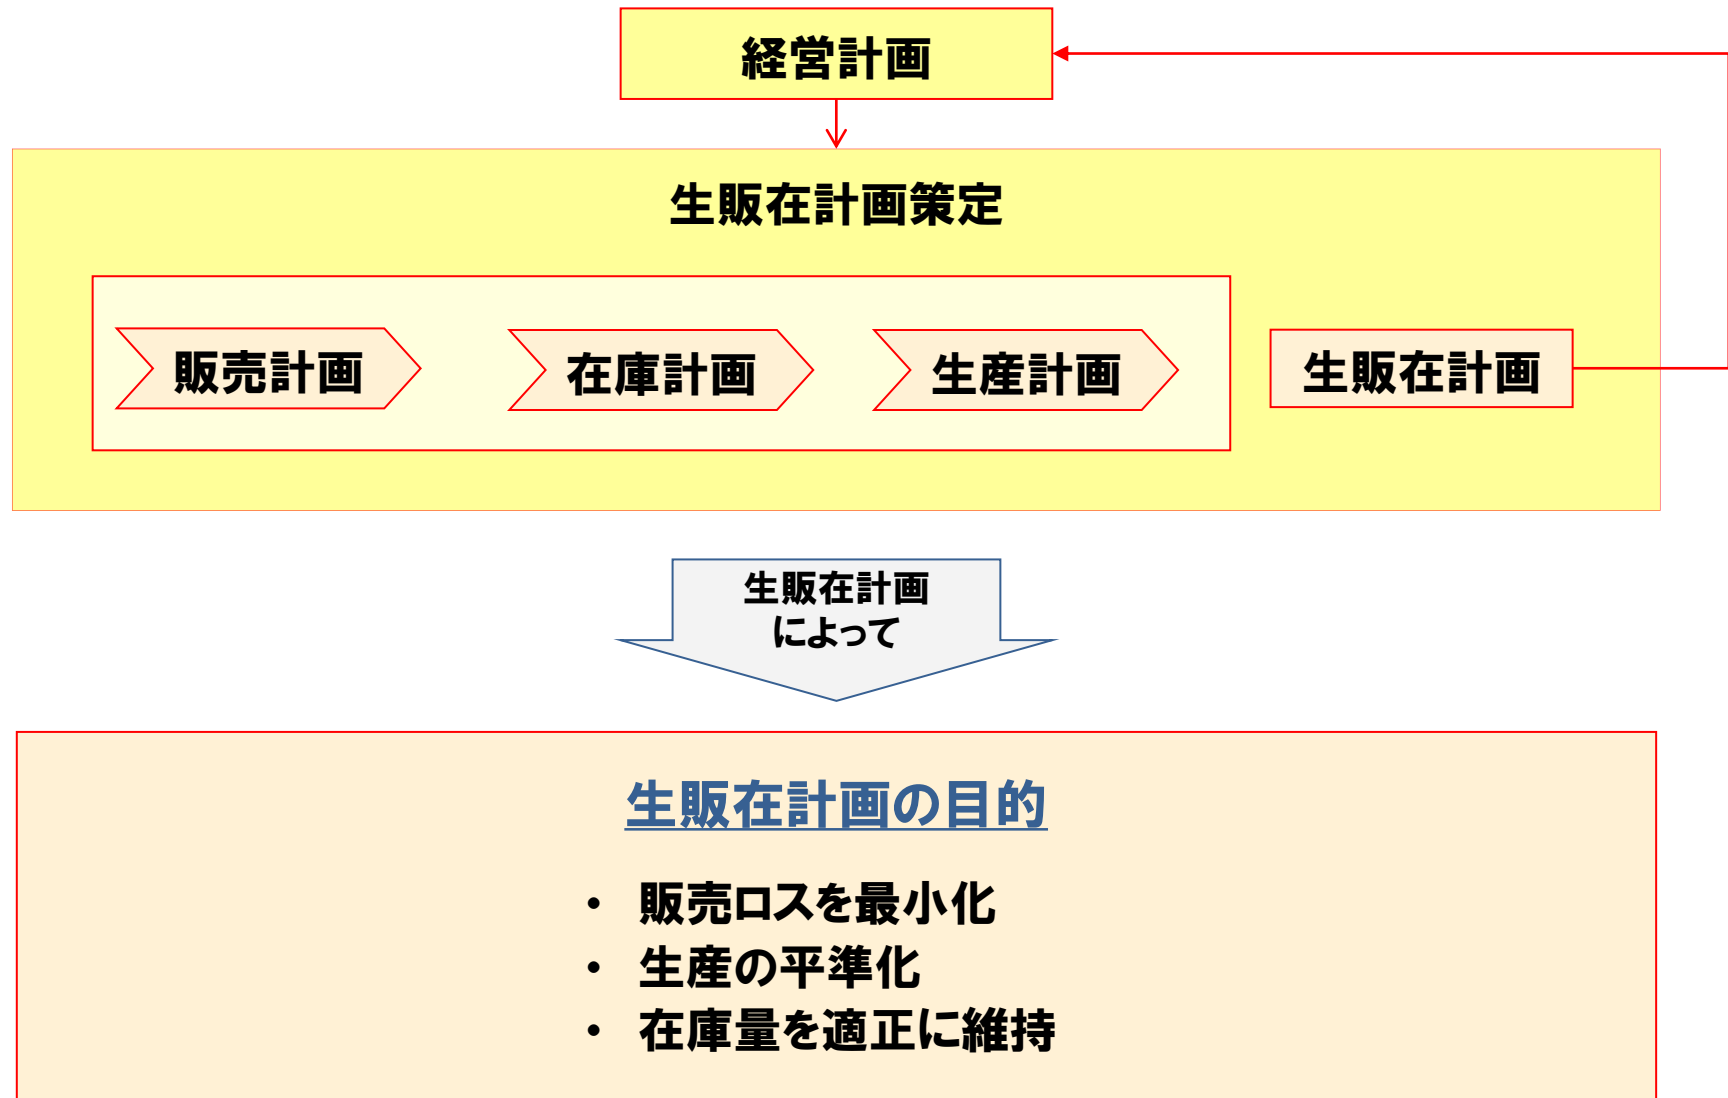 経営計画
生販在計画策定
販売計画
在庫計画
生産計画
生販在計画
生販在計画
によって
生販在計画の目的
• 販売ロスを最小化
• 生産の平準化
• 在庫量を適正に維持